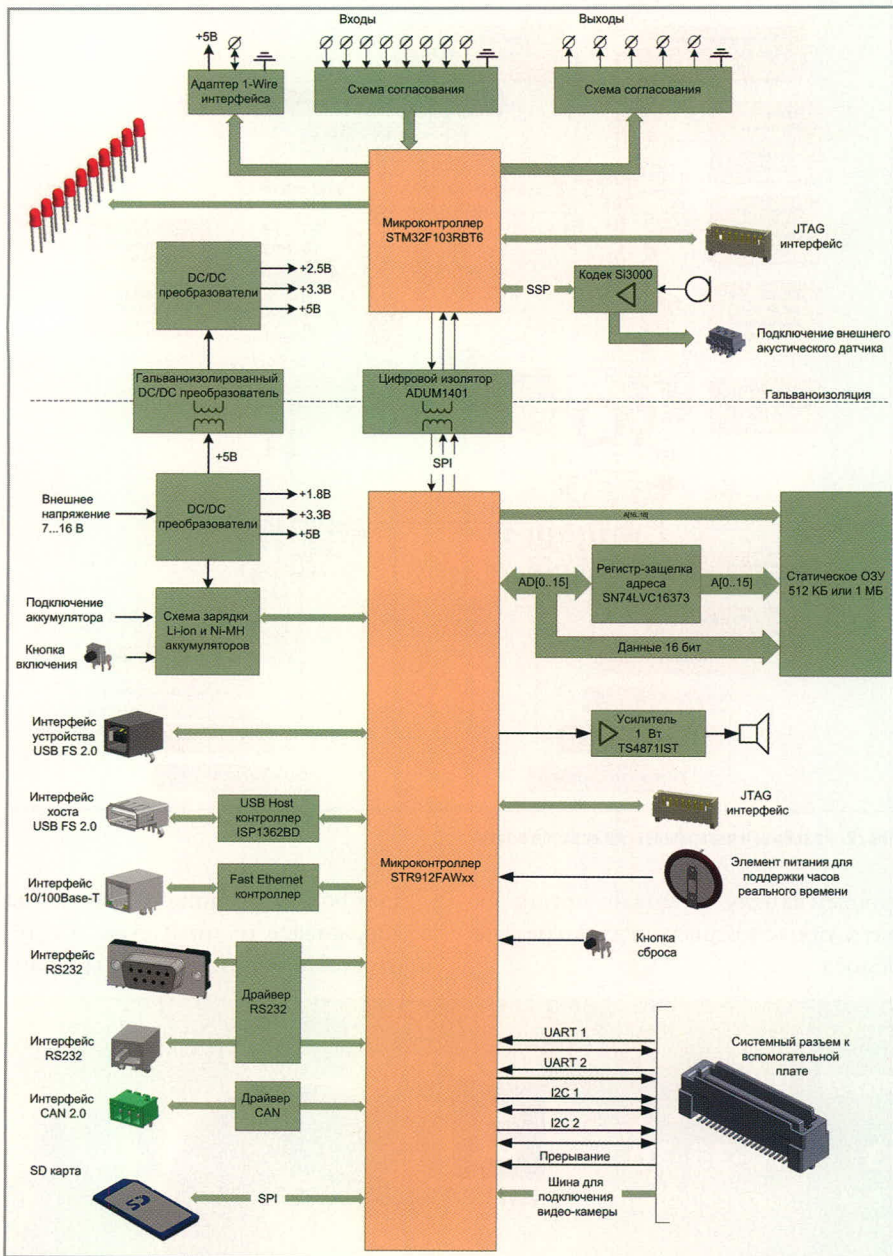 Входы
Выходы
+5В
Адаптер 1-Wire
интерфейса
Схема согласования
Схема согласования
Микроконтроллер
STM32F103RBT6
JTAG
интерфейс
DC/DC
преобразователи
+2.5В
+3.3В
+5В
SSP
Кодек Si3000
Подключение внешнего
акустического датчика
Гальваноизолированный
DC/DC преобразователь
Цифровой изолятор
ADUM1401
Гальваноизоляция
+5В
SPI
Внешнее
напряжение
7...16 В
DC/DC
преобразователи
+1.8В
+3.3В
+5В
AD[0..15]
Регистр-защелка
адреса
SN74LVC16373
A[0..15]
Статическое ОЗУ
512 КБ или 1 МБ
Данные 16 бит
Подключение
аккумулятора
Кнопка
включения
Схема зарядки
Li-ion и Ni-MH
аккумуляторов
Интерфейс
устройства
USB FS 2.0
Усилитель
1 Вт
TS4871IST
Интерфейс
хоста
USB FS 2.0
USB Host
контроллер
ISP1362BD
JTAG
интерфейс
Микроконтроллер
STR912FAWxx
Интерфейс
10/100Base-T
Fast Ethernet
контроллер
Элемент питания для
поддержки часов
реального времени
Интерфейс
RS232
Драйвер
RS232
Кнопка
сброса
Интерфейс
RS232
UART 1
UART 2
I2C 1
I2C 2
Прерывание
Шина для
подключения
видео-камеры
Системный разъем к
вспомогательной
плате
Интерфейс
CAN 2.0
Драйвер
CAN
SD карта
SPI